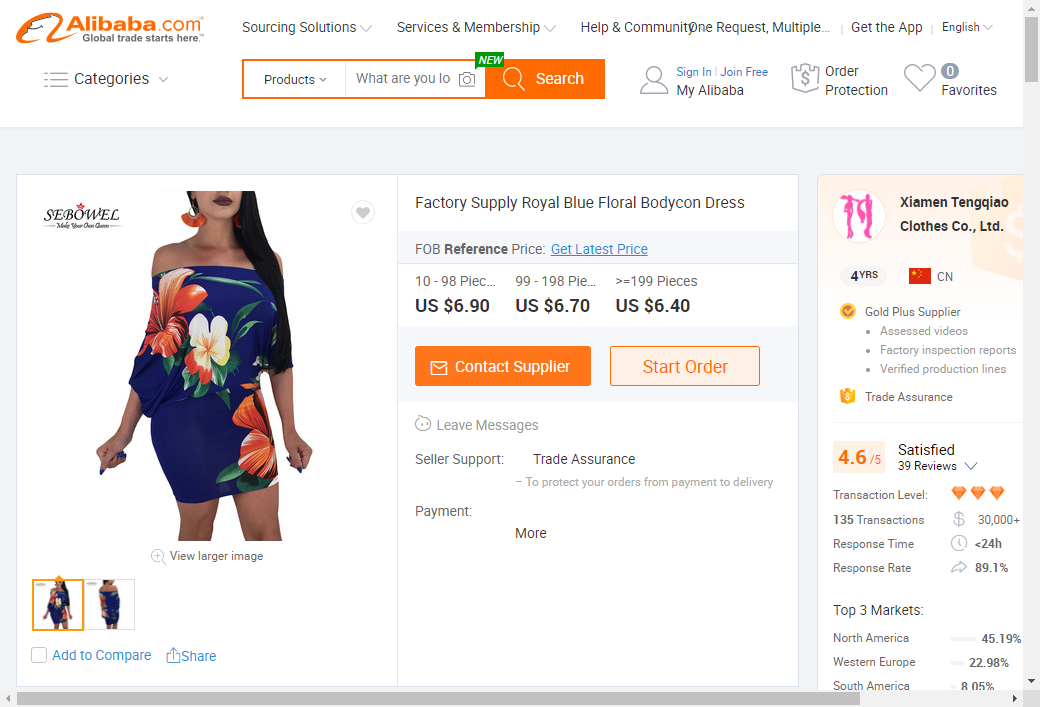 Alibaba.com
Global trade starts here.™
Sourcing Solutions
Services & Membership
Help & Community
One Request, Multiple...
Get the App
English
Categories
Products
What are you lo
NEW
Search
Sign In | Join Free
My Alibaba
Order
Protection
0
Favorites
SEBOWEL
Make Your Own Queen
View larger image
Add to Compare
Share
Factory Supply Royal Blue Floral Bodycon Dress
FOB Reference Price: Get Latest Price
10 - 98 Piec... 99 - 198 Pie... >=199 Pieces
US $6.90 US $6.70 US $6.40
Contact Supplier
Start Order
Leave Messages
Seller Support: Trade Assurance
– To protect your orders from payment to delivery
Payment:
More
Xiamen Tengqiao
Clothes Co., Ltd.
4YRS
CN
Gold Plus Supplier
Assessed videos
Factory inspection reports
Verified production lines
Trade Assurance
4.6 /5
Satisfied
39 Reviews
Transaction Level:
135 Transactions 30,000+
Response Time <24h
Response Rate 89.1%
Top 3 Markets:
North America 45.19%
Western Europe 22.98%
South America 8.05%